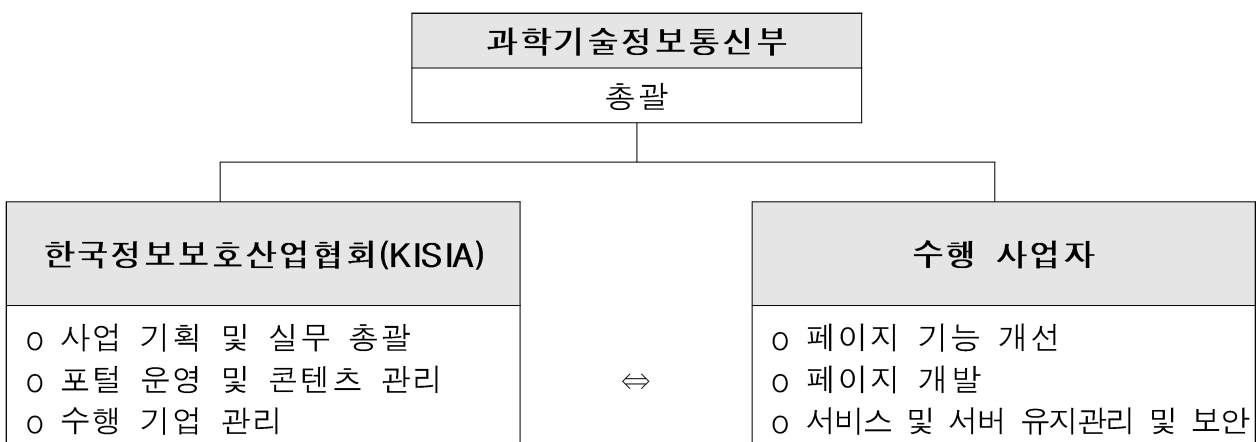 과학기술정보통신부
총괄
한국정보보호산업협회(KISIA)
o 사업 기획 및 실무 총괄
o 포털 운영 및 콘텐츠 관리
o 수행 기업 관리
⇔
수행 사업자
o 페이지 기능 개선
o 페이지 개발
o 서비스 및 서버 유지관리 및 보안